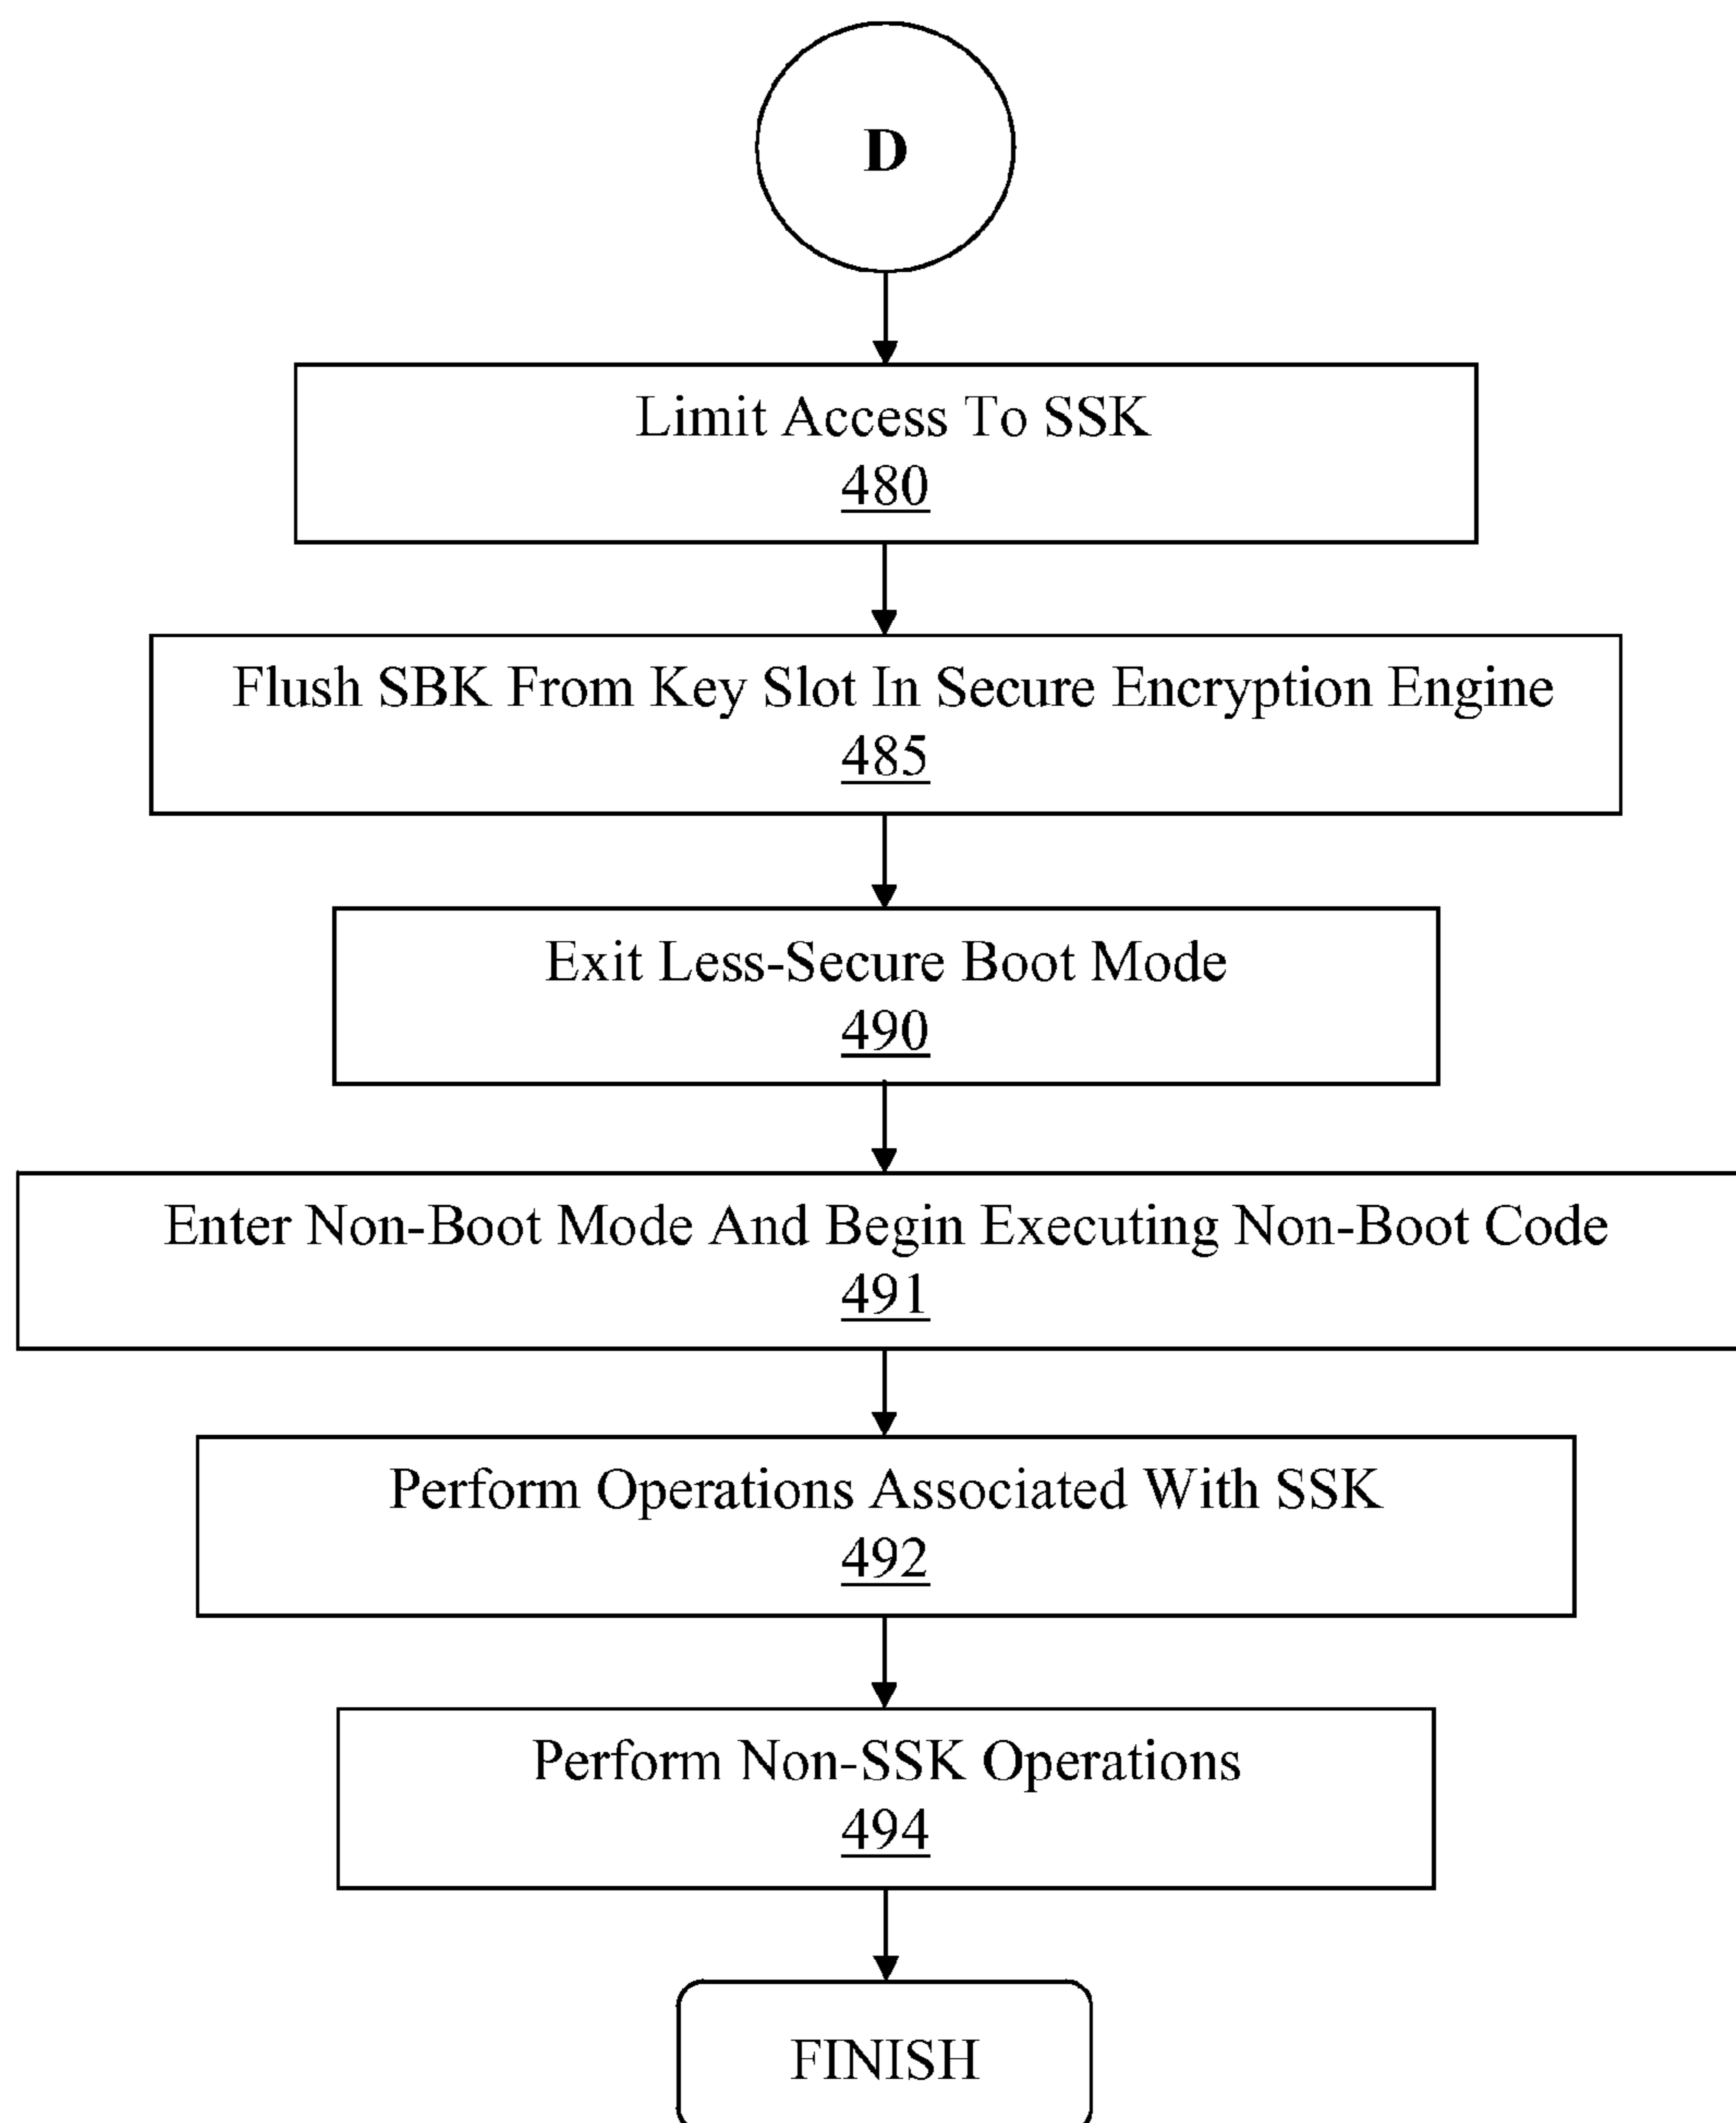 D
Limit Access To SSK
480
Flush SBK From Key Slot In Secure Encryption Engine
485
Exit Less-Secure Boot Mode
490
Enter Non-Boot Mode And Begin Executing Non-Boot Code
491
Perform Operations Associated With SSK
492
Perform Non-SSK Operations
494
FINISH